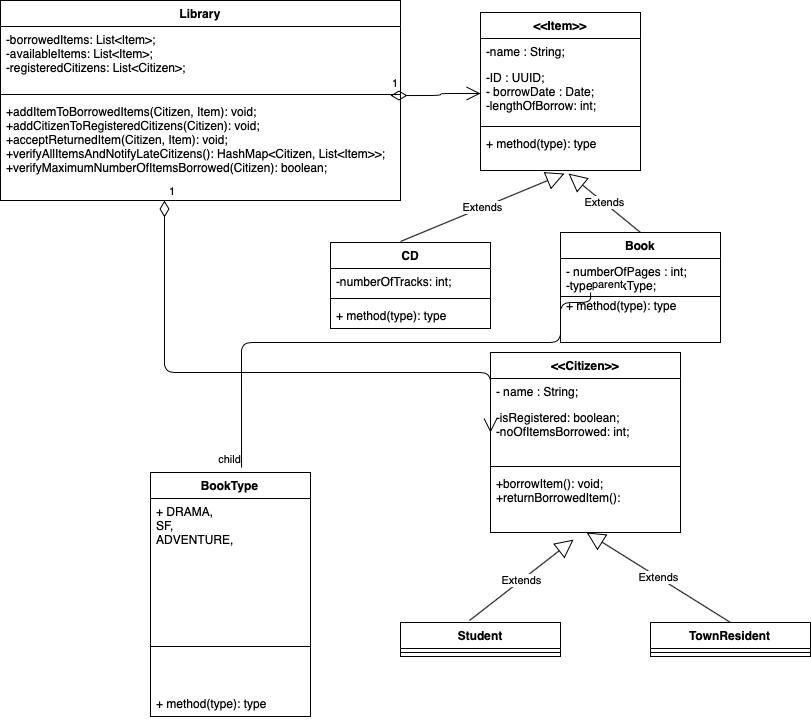 Library
-borrowedItems: List<Item>;
-availableItems: List<Item>;
-registeredCitizens: List<Citizen>;
+addItemToBorrowedItems(Citizen, Item): void;
+addCitizenToRegisteredCitizens(Citizen): void;
+acceptReturnedItem(Citizen, Item): void;
+verifyAllItemsAndNotifyLateCitizens(): HashMap<Citizen, List<Item>>;
+verifyMaximumNumberOfItemsBorrowed(Citizen): boolean;
1
1
<<Item>>
-name : String;
-ID : UUID;
- borrowDate : Date;
-lengthOfBorrow: int;
+ method(type): type
Extends
Extends
CD
-numberOfTracks: int;
+ method(type): type
Book
- numberOfPages : int;
-type
parent
kType;
+ method(type): type
<<Citizen>>
- name : String;
-isRegistered: boolean;
-noOfItemsBorrowed: int;
+borrowItem(): void;
+returnBorrowedItem():
child
BookType
+ DRAMA,
SF,
ADVENTURE,
+ method(type): type
Extends
Extends
Student
TownResident